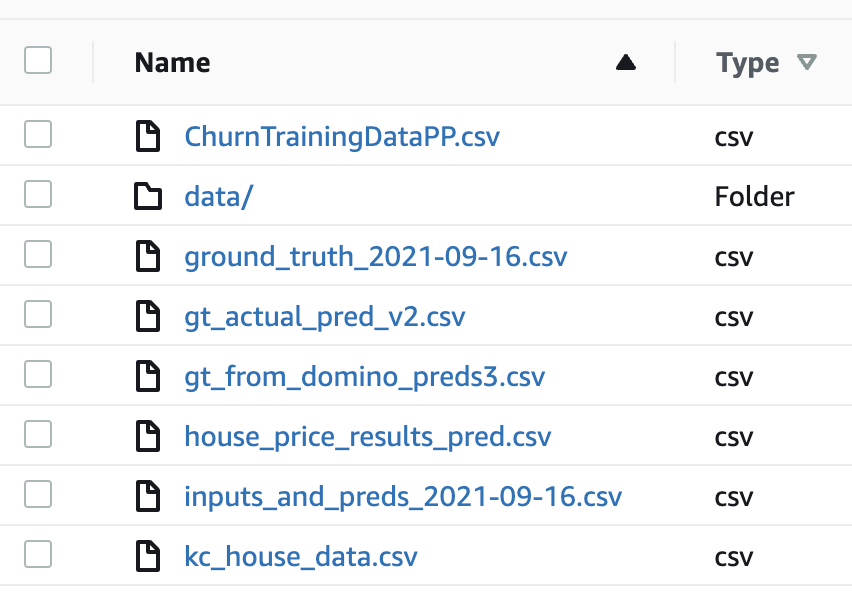 Name Type
ChurnTrainingDataPP.csv csv
data/ Folder
ground_truth_2021-09-16.csv csv
gt_actual_pred_v2.csv csv
gt_from_domino_preds3.csv csv
house_price_results_pred.csv csv
inputs_and_preds_2021-09-16.csv csv
kc_house_data.csv csv